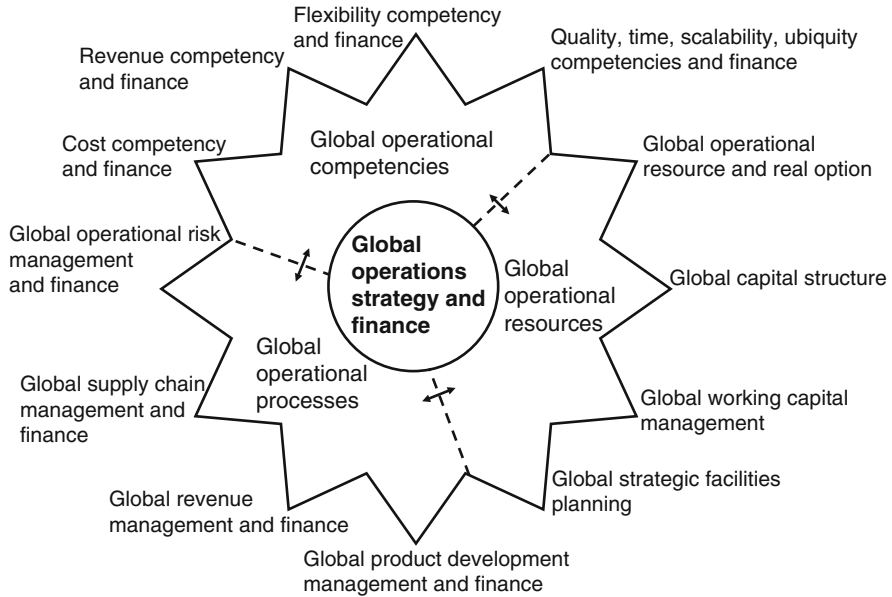 Flexibility competency
and finance
Quality, time, scalability, ubiquity
competencies and finance
Revenue competency
and finance
Global operational
competencies
Cost competency
and finance
Global operational
resource and real option
Global operational risk
management
and finance
Global
operations
strategy and
finance
Global
operational
resources
Global capital structure
Global
operational
processes
Global supply chain
management and
finance
Global working capital
management
Global strategic facilities
planning
Global revenue
management and finance
Global product development
management and finance